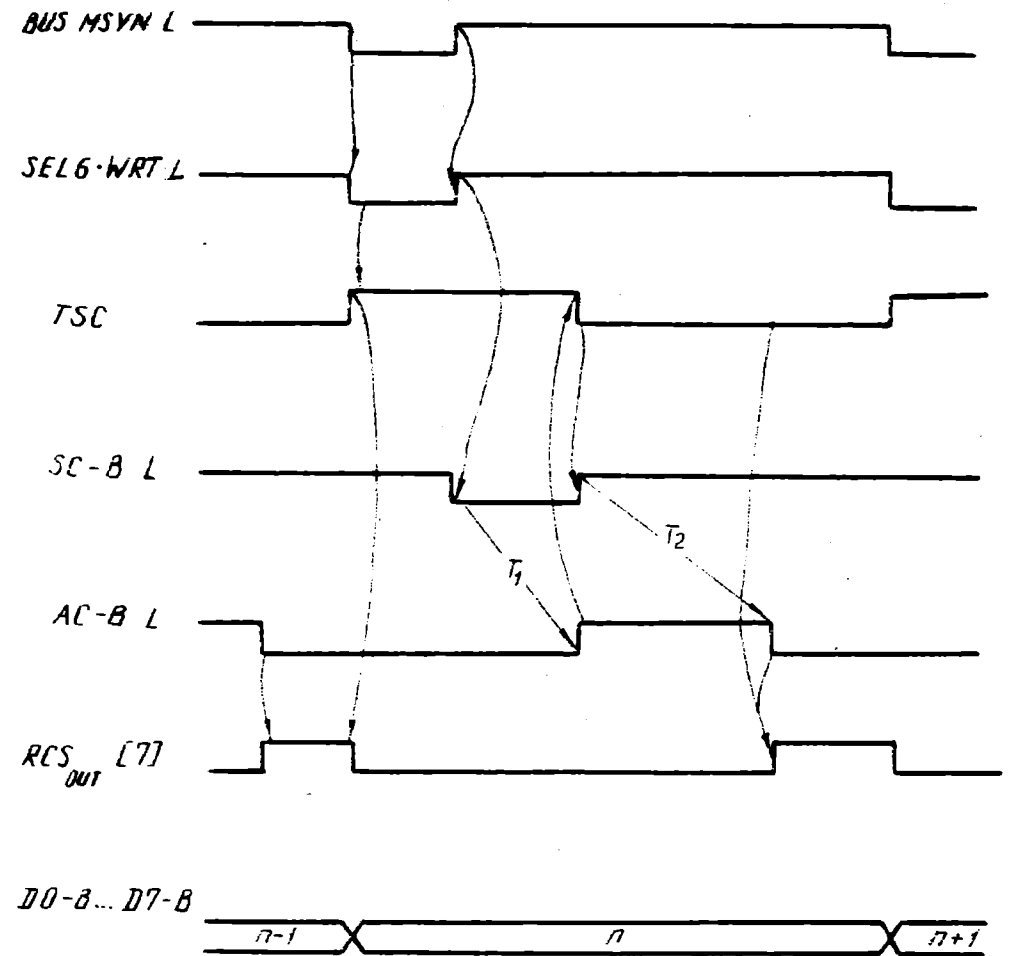 BUS MSYN L
SEL6·WRT L
TSC
SC-B L
T2
T1
AC-B L
RCS OUT [7]
D0-B... D7-B
n-1 n n+1